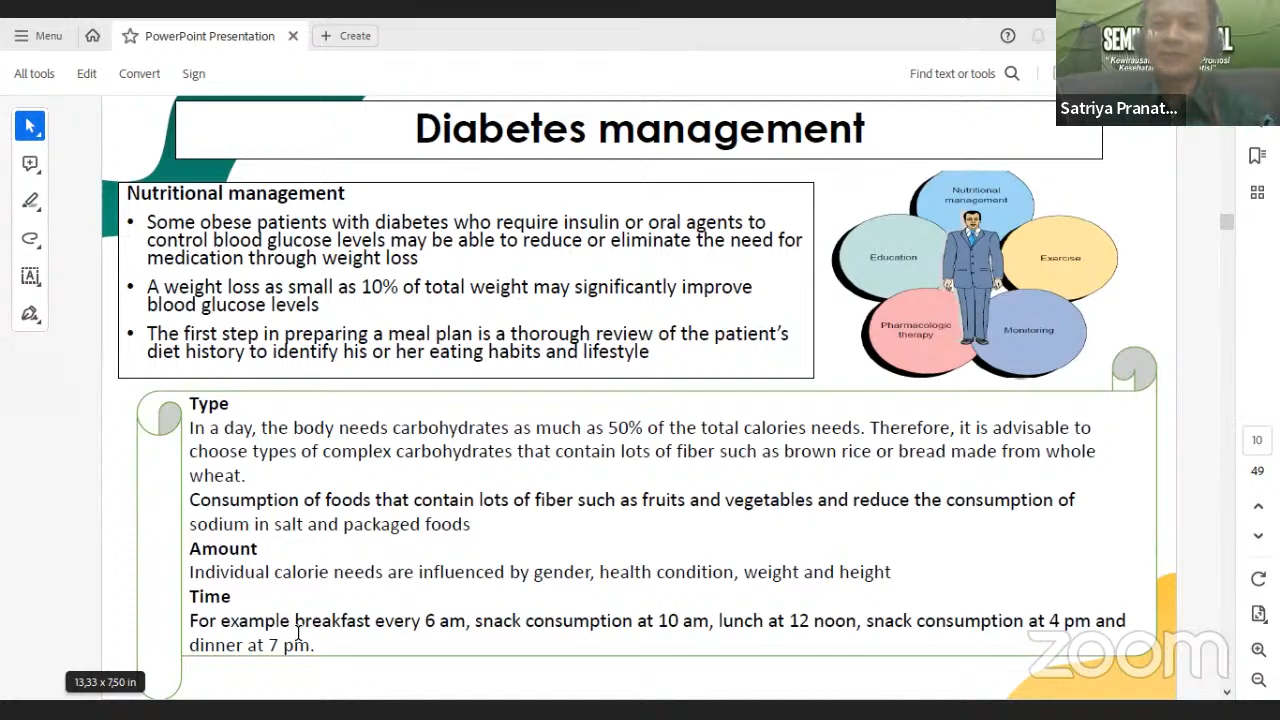 Menu
PowerPoint Presentation
Create
All tools
Edit
Convert
Sign
Find text or tools
Satriya Pranat...
Diabetes management
Nutritional management
• Some obese patients with diabetes who require insulin or oral agents to
control blood glucose levels may be able to reduce or eliminate the need for
medication through weight loss
• A weight loss as small as 10% of total weight may significantly improve
blood glucose levels
• The first step in preparing a meal plan is a thorough review of the patient's
diet history to identify his or her eating habits and lifestyle
Nutritional
management
Education
Exercise
Pharmacologic
therapy
Monitoring
Type
In a day, the body needs carbohydrates as much as 50% of the total calories needs. Therefore, it is advisable to
choose types of complex carbohydrates that contain lots of fiber such as brown rice or bread made from whole
wheat.
Consumption of foods that contain lots of fiber such as fruits and vegetables and reduce the consumption of
sodium in salt and packaged foods
Amount
Individual calorie needs are influenced by gender, health condition, weight and height
Time
For example breakfast every 6 am, snack consumption at 10 am, lunch at 12 noon, snack consumption at 4 pm and
dinner at 7 pm.
10
49
13,33 x 7,50 in
zoom